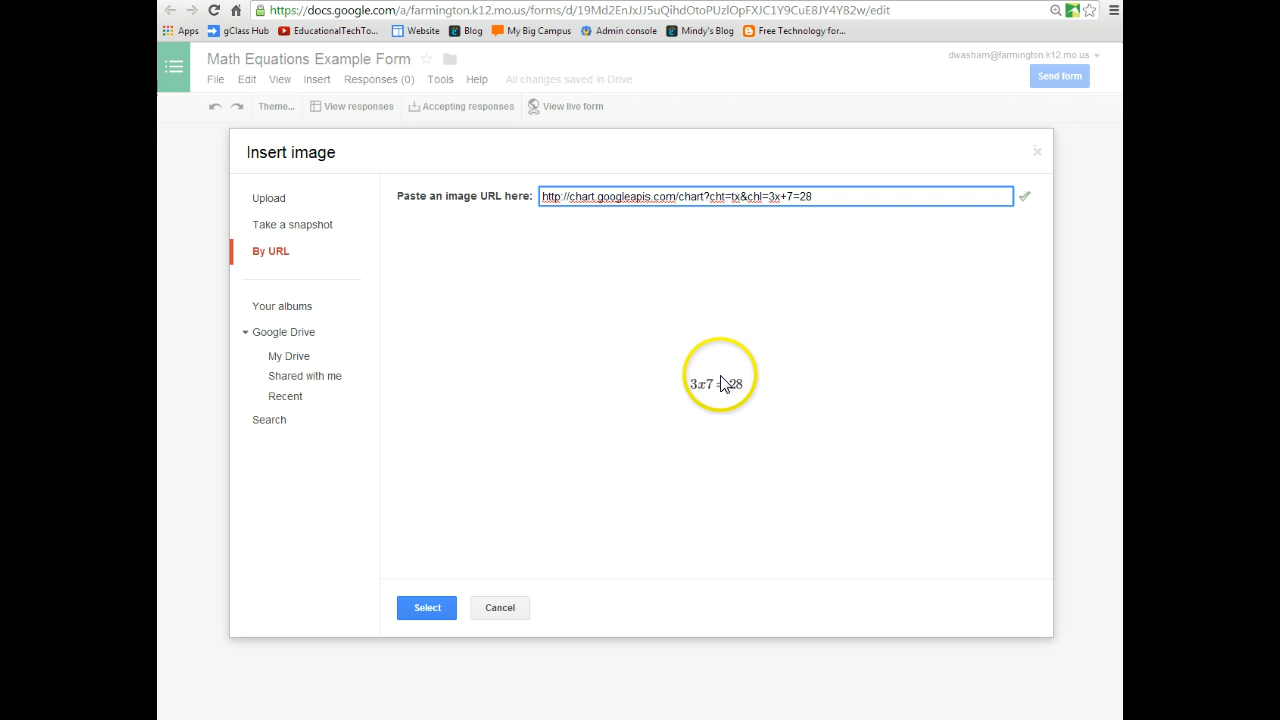 https://docs.google.com/a/farmington.k12.mo.us/forms/d/19Md2EnJxJJ5uQihdOtoPUzlOpFXJC1Y9CuE8JY4Y82w/edit
Apps gClass Hub EducationalTechTo... Website Blog My Big Campus Admin console Mindy's Blog Free Technology for...
Math Equations Example Form
dwasham@farmington.k12.mo.us
File Edit View Insert Responses (0) Tools Help All changes saved in Drive
Send form
Theme... View responses Accepting responses View live form
Insert image
Upload
Paste an image URL here: http://chart.googleapis.com/chart?cht=tx&chl=3x+7=28
Take a snapshot
By URL
Your albums
Google Drive
My Drive
Shared with me
Recent
Search
3x7 = 28
Select Cancel